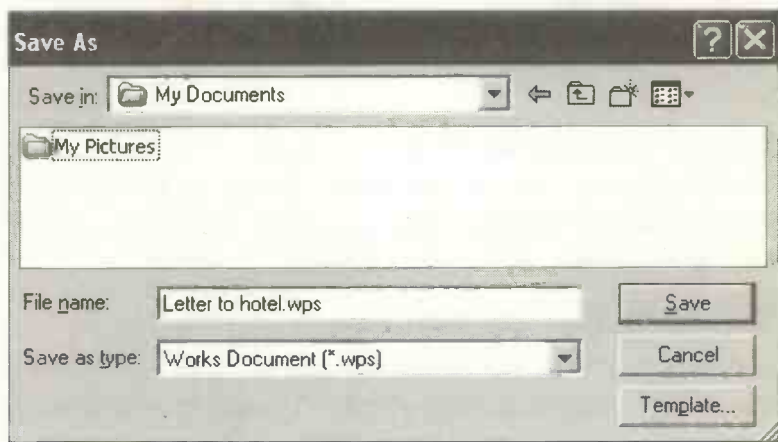 Save As
Save in: My Documents
My Pictures
File name: Letter to hotel.wps Save
Save as type: Works Document (*.wps) Cancel
Template...